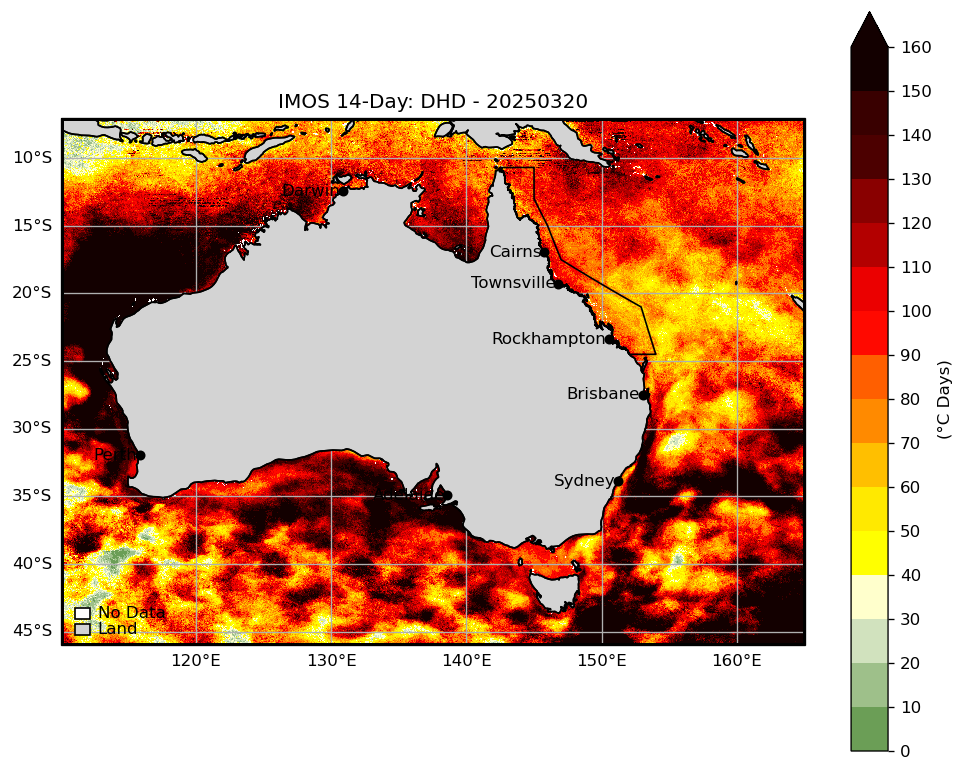 IMOS 14-Day: DHD - 20250320
10°S
15°S
20°S
25°S
30°S
35°S
40°S
45°S
120°E
130°E
140°E
150°E
160°E
Darwin
Cairns
Townsville
Rockhampton
Brisbane
Perth
Sydney
Adelaide
No Data
Land
160
150
140
130
120
110
100
90
80
70
60
50
40
30
20
10
0
(°C Days)